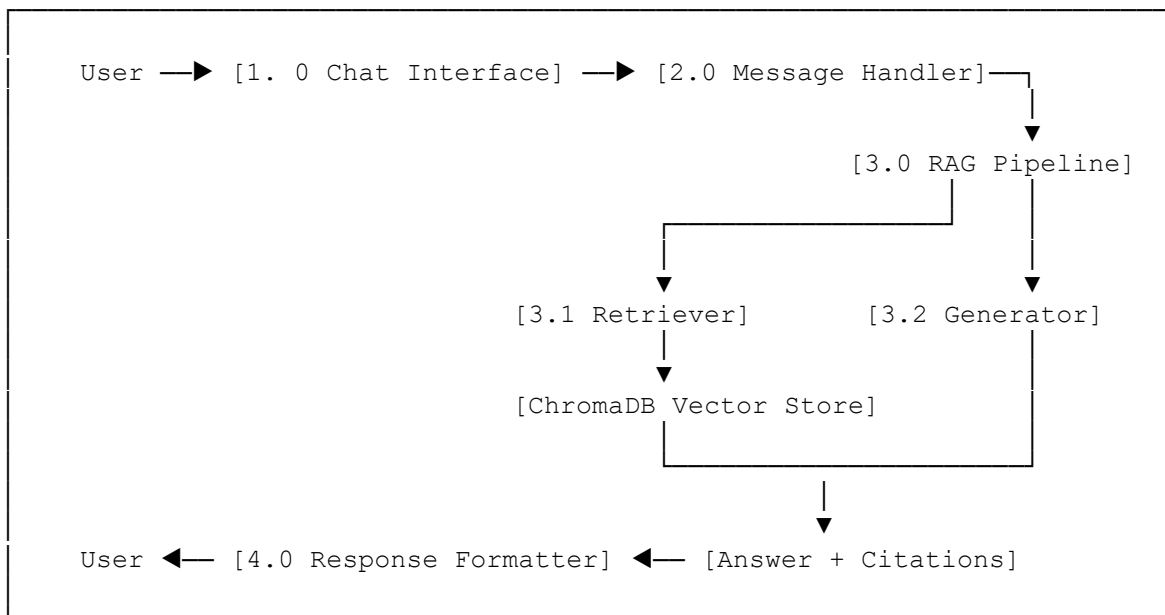 User [1. 0 Chat Interface] [2.0 Message Handler]
[3.0 RAG Pipeline]
[3.1 Retriever] [3.2 Generator]
[ChromaDB Vector Store]
User [4.0 Response Formatter] [Answer + Citations]